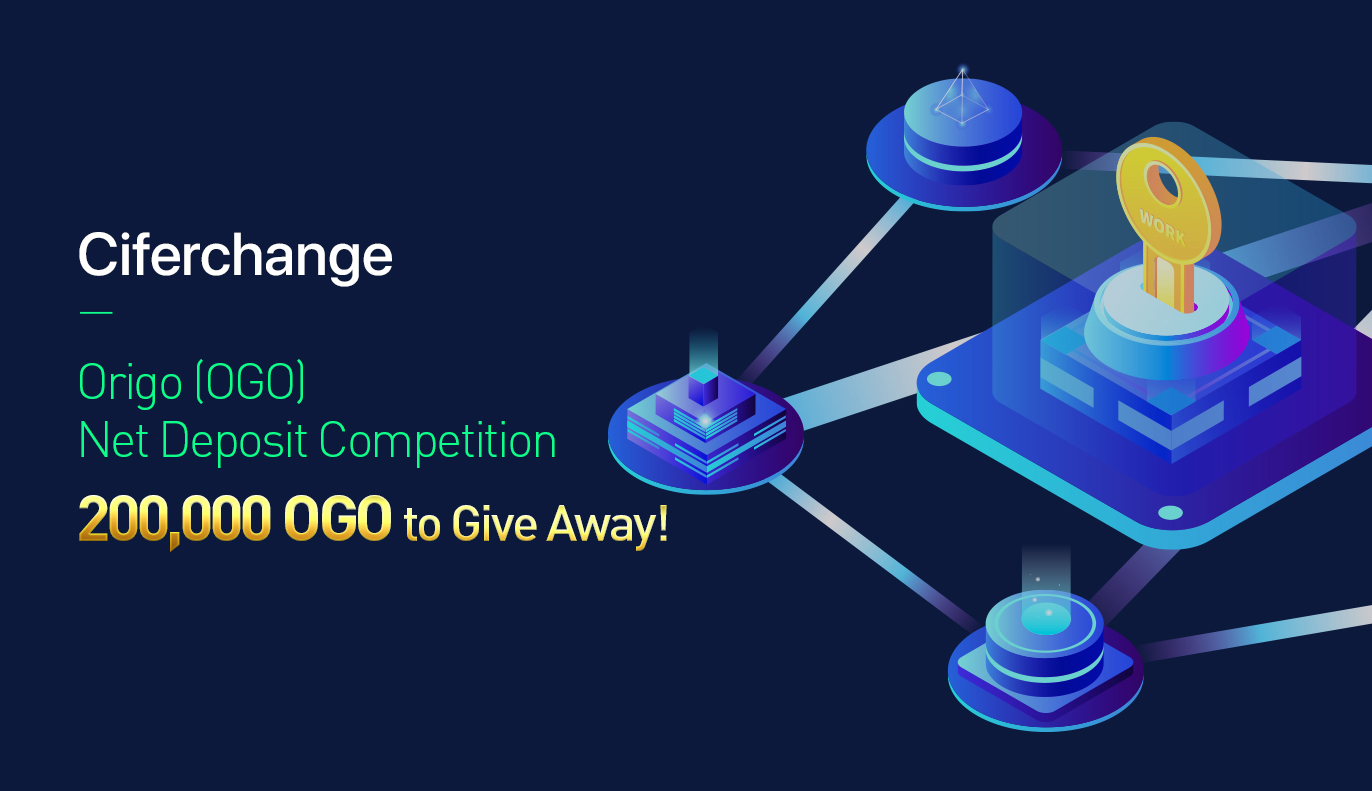 Ciferchange
Origo (OGO)
Net Deposit Competition
200,000 OGO to Give Away!
WORK